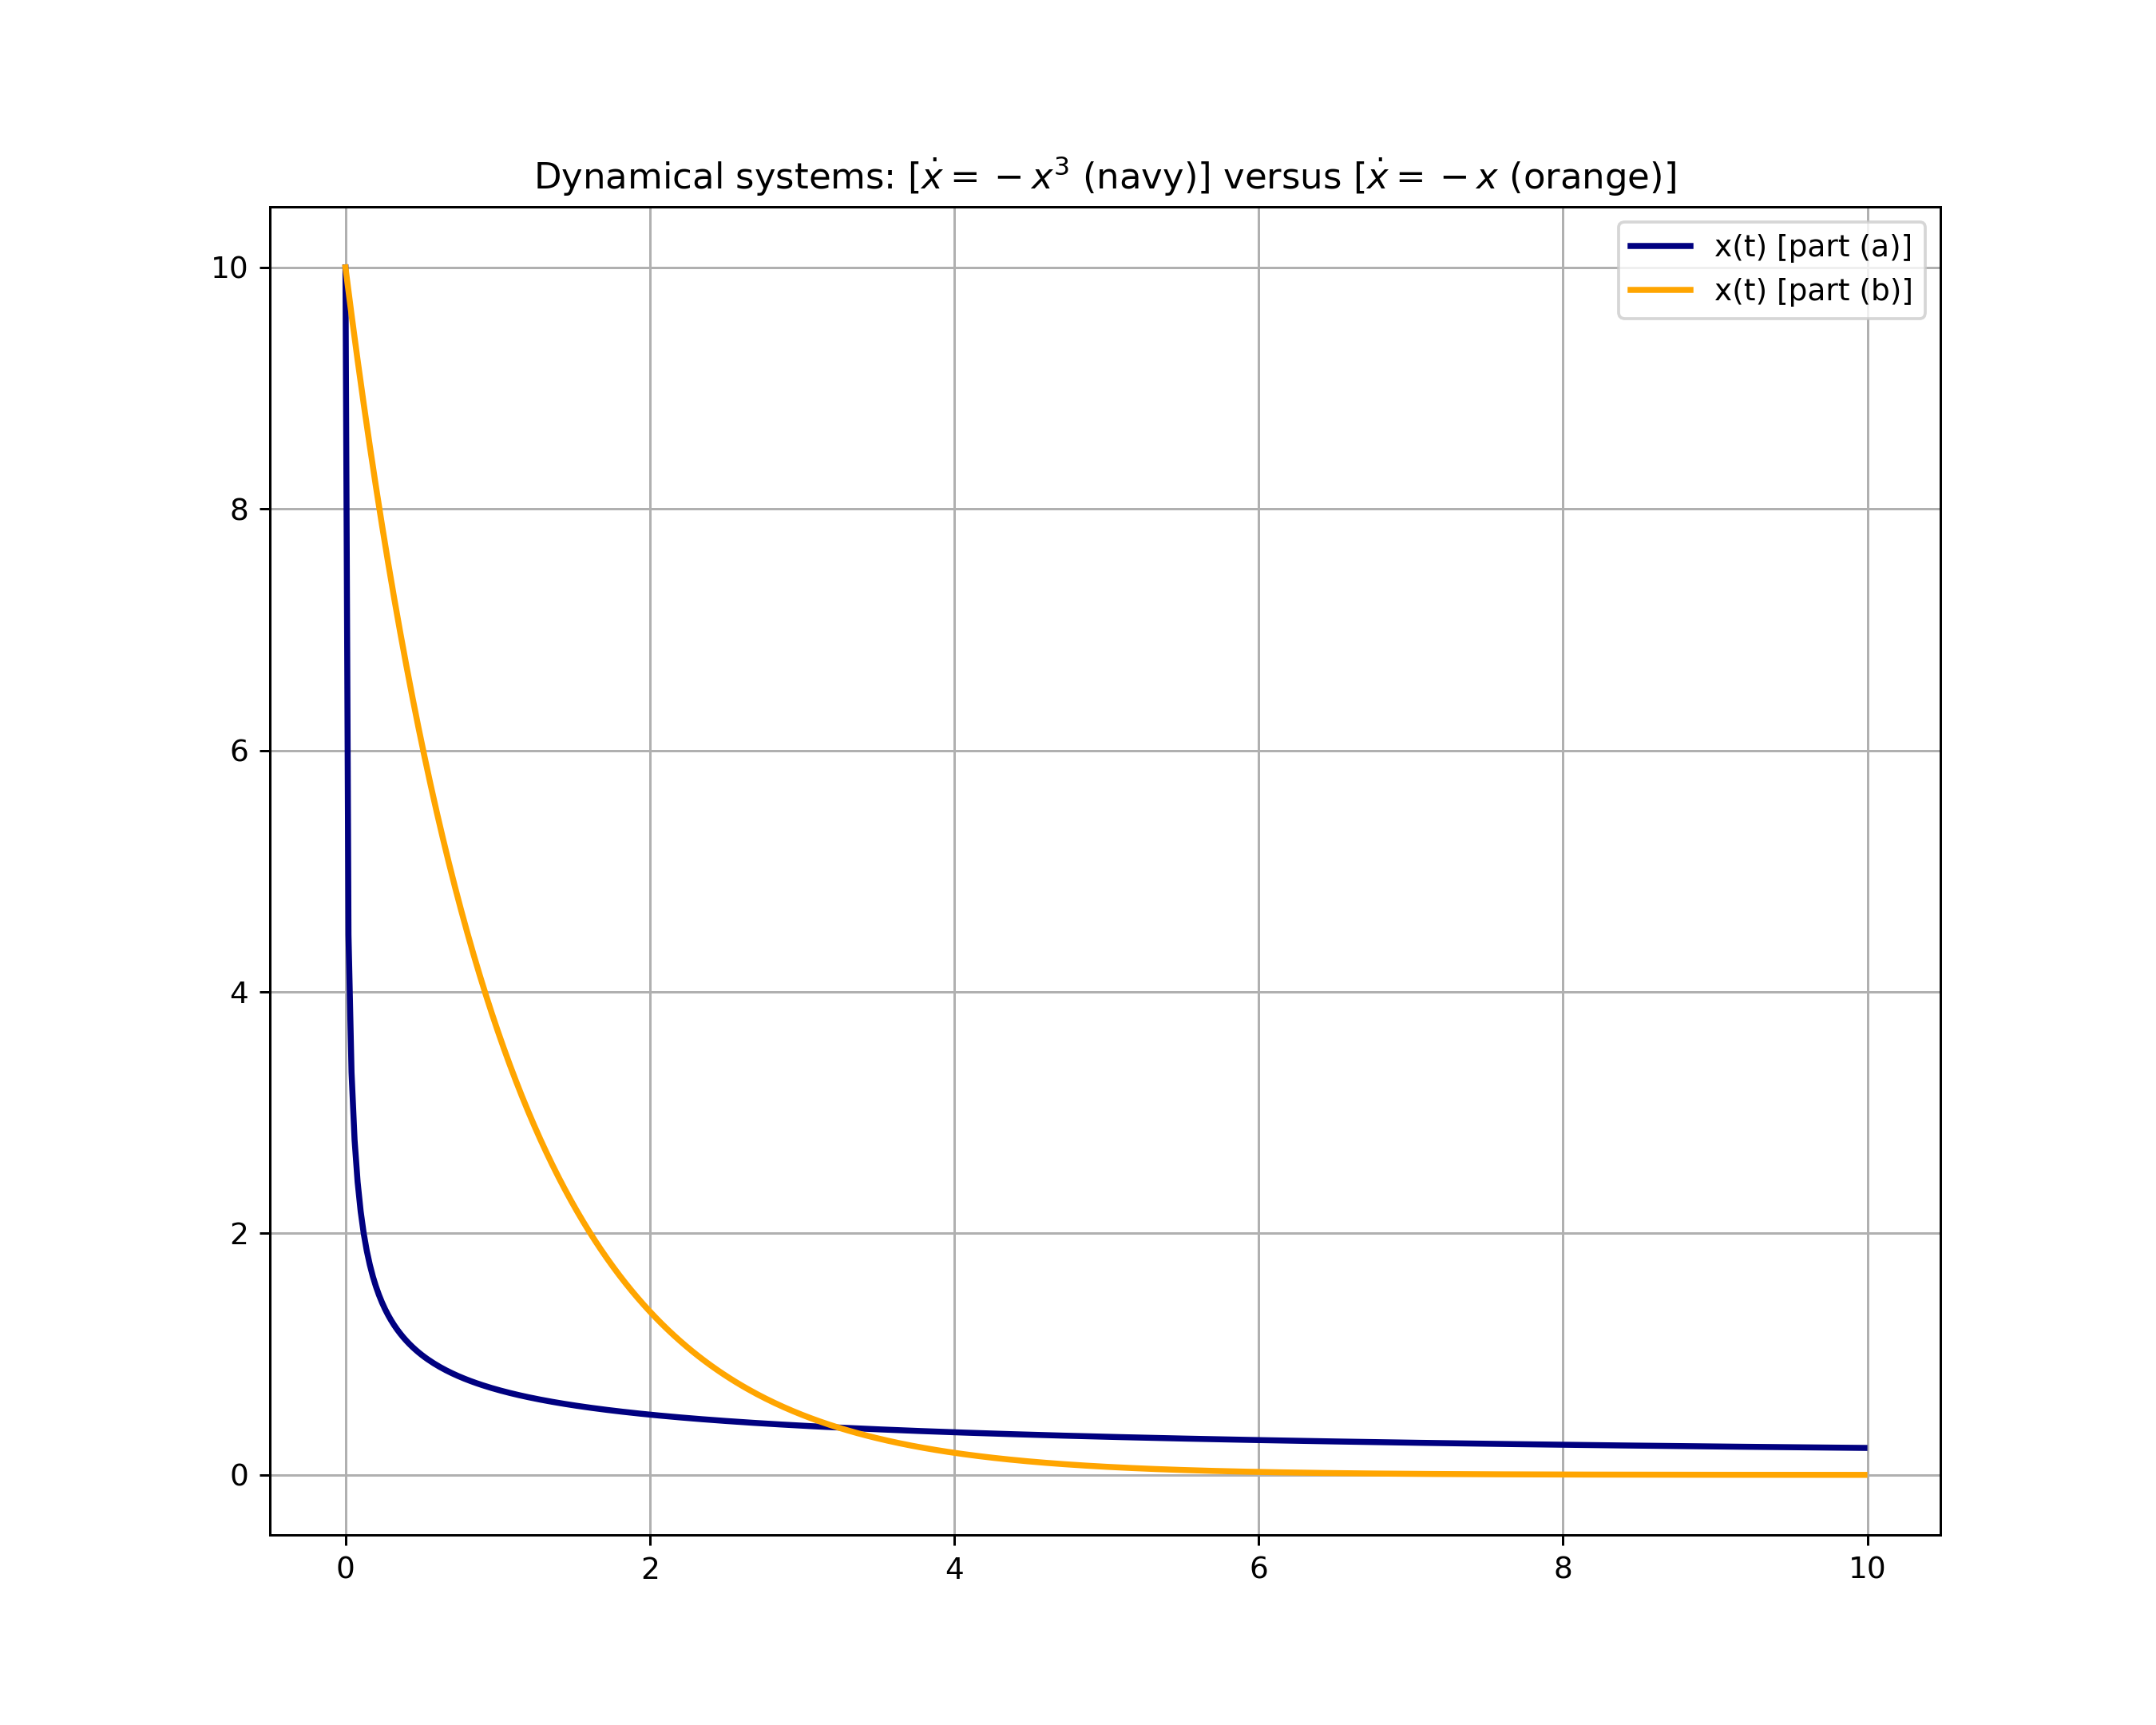 Dynamical systems: [ẋ = − x³ (navy)] versus [ẋ = − x (orange)]
x(t) [part (a)]
x(t) [part (b)]
10
8
6
4
2
0
0 2 4 6 8 10